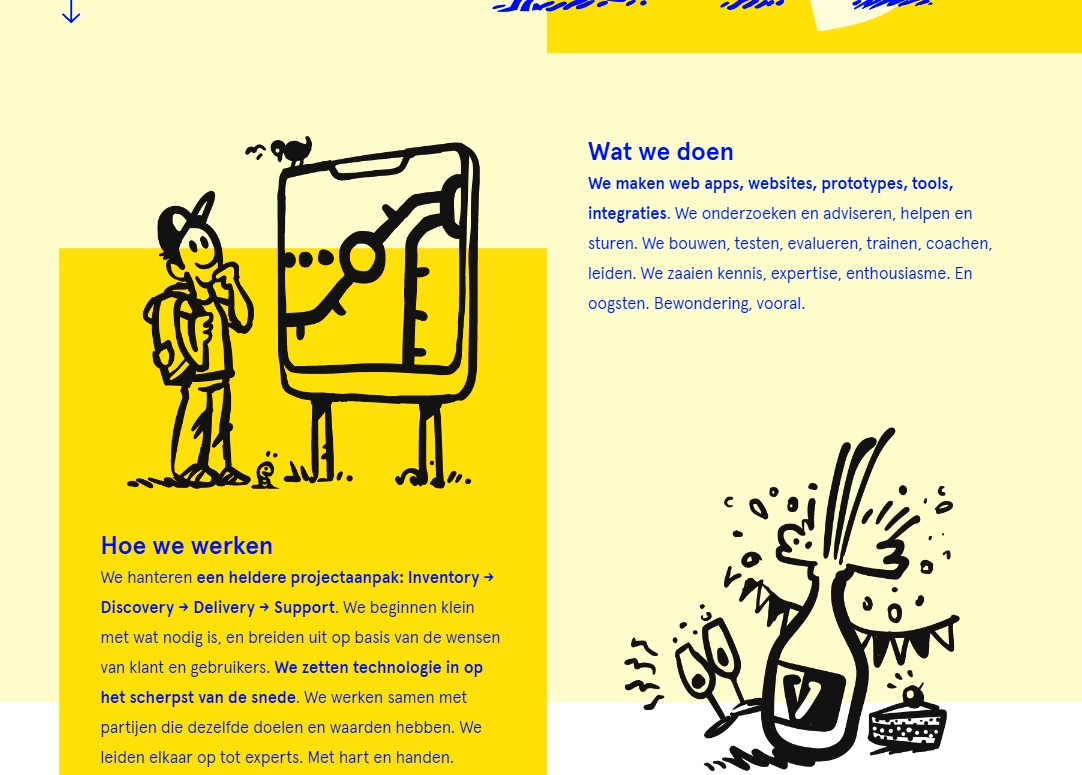 Wat we doen
We maken web apps, websites, prototypes, tools,
integraties. We onderzoeken en adviseren, helpen en
sturen. We bouwen, testen, evalueren, trainen, coachen,
leiden. We zaaien kennis, expertise, enthousiasme. En
oogsten. Bewondering, vooral.
Hoe we werken
We hanteren een heldere projectaanpak: Inventory →
Discovery → Delivery → Support. We beginnen klein
met wat nodig is, en breiden uit op basis van de wensen
van klant en gebruikers. We zetten technologie in op
het scherpst van de snede. We werken samen met
partijen die dezelfde doelen en waarden hebben. We
leiden elkaar op tot experts. Met hart en handen.
V